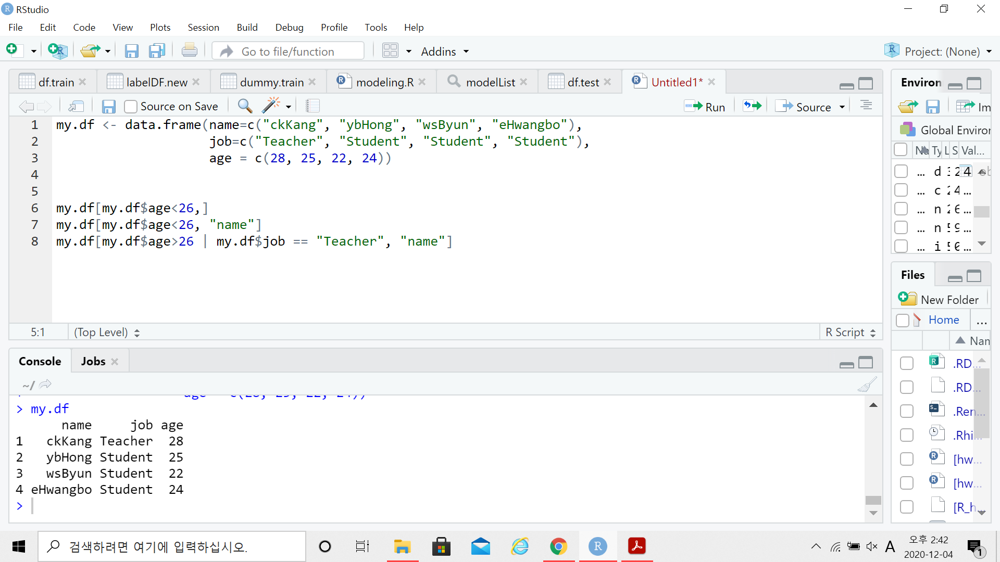 RStudio
File Edit Code View Plots Session Build Debug Profile Tools Help
Go to file/function
Addins
Project: (None)
df.train
labelDF.new
dummy.train
modeling.R
modelList
df.test
Untitled1*
Source on Save
Run
Source
1 my.df <- data.frame(name=c("ckKang", "ybHong", "wsByun", "eHwangbo"),
2 job=c("Teacher", "Student", "Student", "Student"),
3 age = c(28, 25, 22, 24))
4
5
6 my.df[my.df$age<26,]
7 my.df[my.df$age<26, "name"]
8 my.df[my.df$age>26 | my.df$job == "Teacher", "name"]
5:1 (Top Level)
R Script
Console Jobs
~/
> my.df
name job age
1 ckKang Teacher 28
2 ybHong Student 25
3 wsByun Student 22
4 eHwangbo Student 24
>
Environ
Im
Global Enviror
Ty L S Val...
... d
... c
... n
... n
... i
Files
New Folder
Home ...
Nan
.RD...
.RD...
.Ren...
.Rhi...
[hw...
[hw...
[R_h...
검색하려면 여기에 입력하십시오.
A
오후 2:42
2020-12-04
1